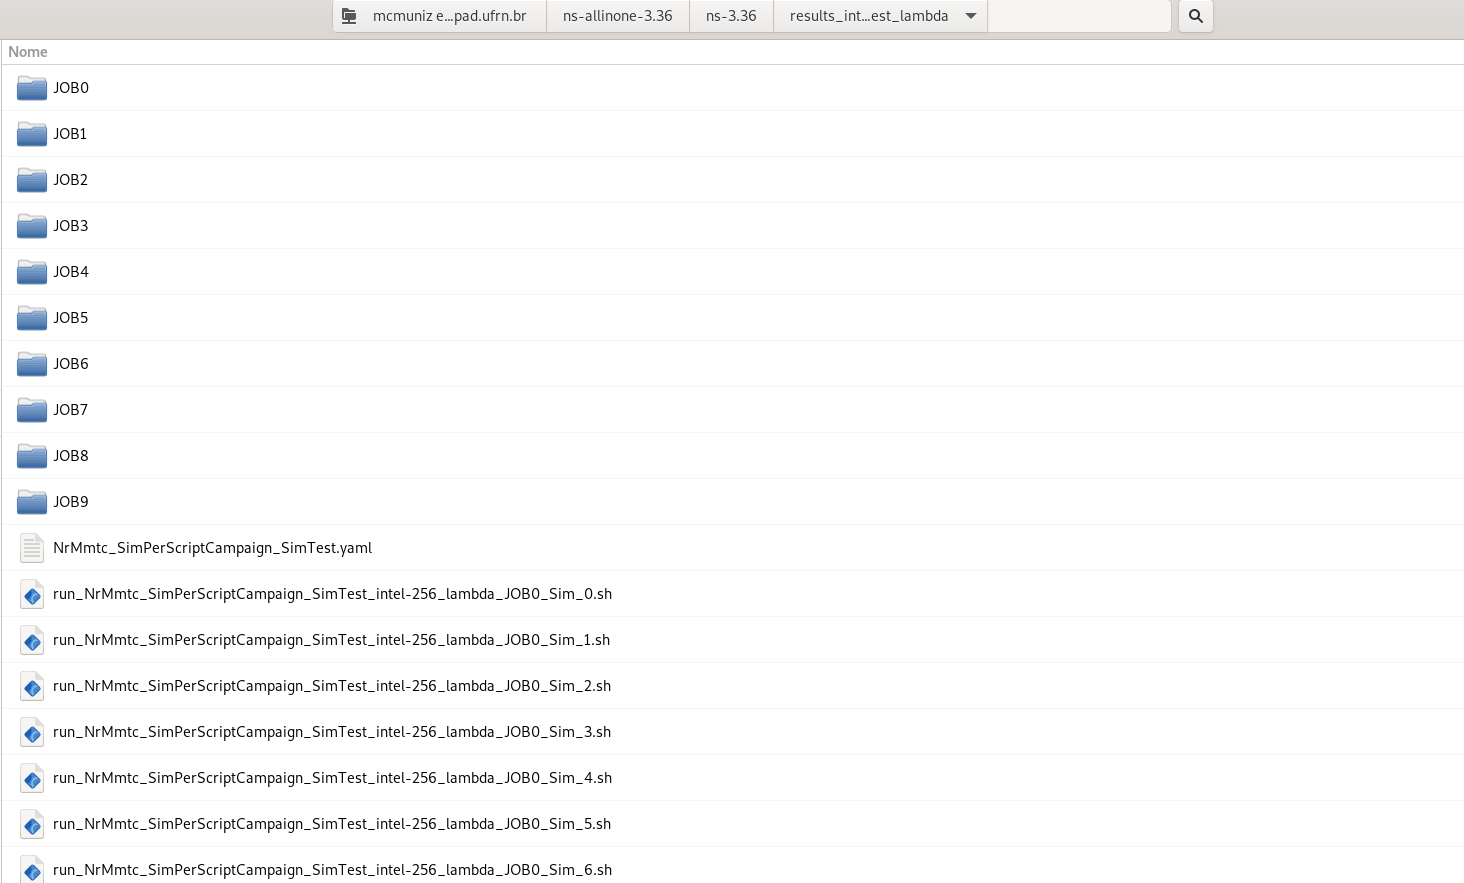 mcmuniz e...pad.ufrn.br ns-allinone-3.36 ns-3.36 results_int...est_lambda
Nome
JOB0
JOB1
JOB2
JOB3
JOB4
JOB5
JOB6
JOB7
JOB8
JOB9
NrMmtc_SimPerScriptCampaign_SimTest.yaml
run_NrMmtc_SimPerScriptCampaign_SimTest_intel-256_lambda_JOB0_Sim_0.sh
run_NrMmtc_SimPerScriptCampaign_SimTest_intel-256_lambda_JOB0_Sim_1.sh
run_NrMmtc_SimPerScriptCampaign_SimTest_intel-256_lambda_JOB0_Sim_2.sh
run_NrMmtc_SimPerScriptCampaign_SimTest_intel-256_lambda_JOB0_Sim_3.sh
run_NrMmtc_SimPerScriptCampaign_SimTest_intel-256_lambda_JOB0_Sim_4.sh
run_NrMmtc_SimPerScriptCampaign_SimTest_intel-256_lambda_JOB0_Sim_5.sh
run_NrMmtc_SimPerScriptCampaign_SimTest_intel-256_lambda_JOB0_Sim_6.sh